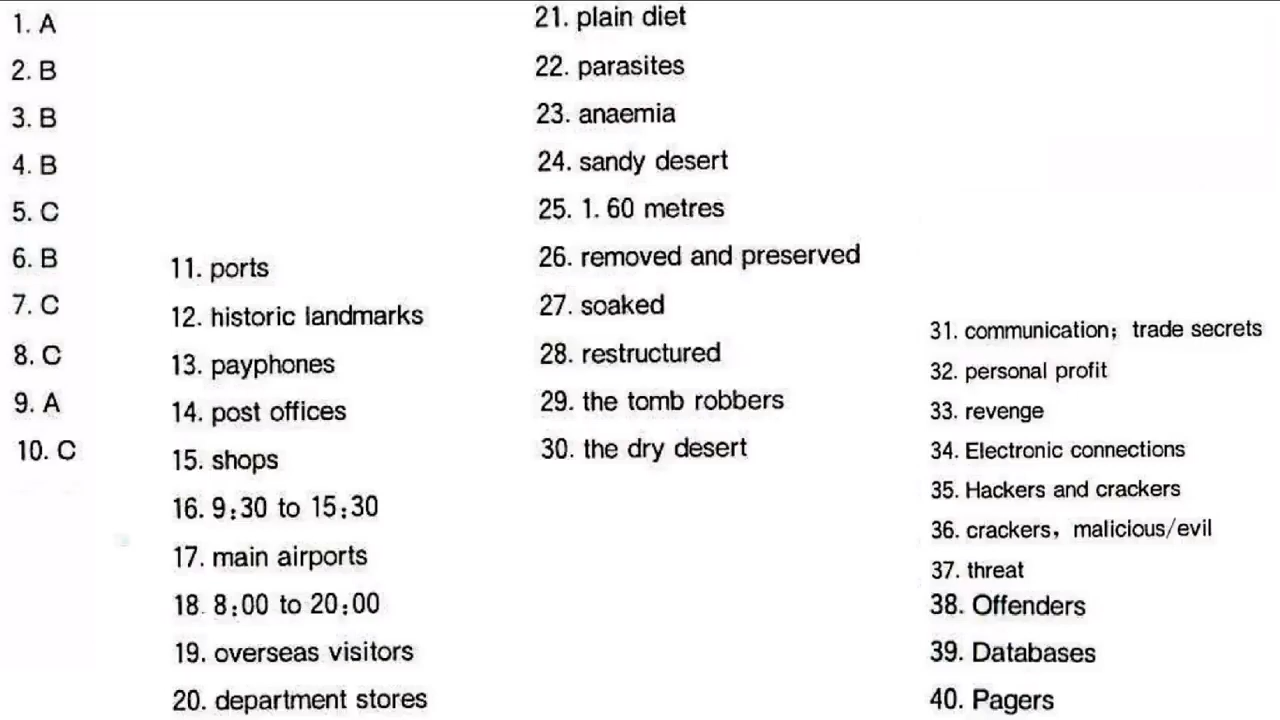 1. A
2. B
3. B
4. B
5. C
6. B
7. C
8. C
9. A
10. C
11. ports
12. historic landmarks
13. payphones
14. post offices
15. shops
16. 9:30 to 15:30
17. main airports
18. 8:00 to 20:00
19. overseas visitors
20. department stores
21. plain diet
22. parasites
23. anaemia
24. sandy desert
25. 1.60 metres
26. removed and preserved
27. soaked
28. restructured
29. the tomb robbers
30. the dry desert
31. communication; trade secrets
32. personal profit
33. revenge
34. Electronic connections
35. Hackers and crackers
36. crackers, malicious/evil
37. threat
38. Offenders
39. Databases
40. Pagers